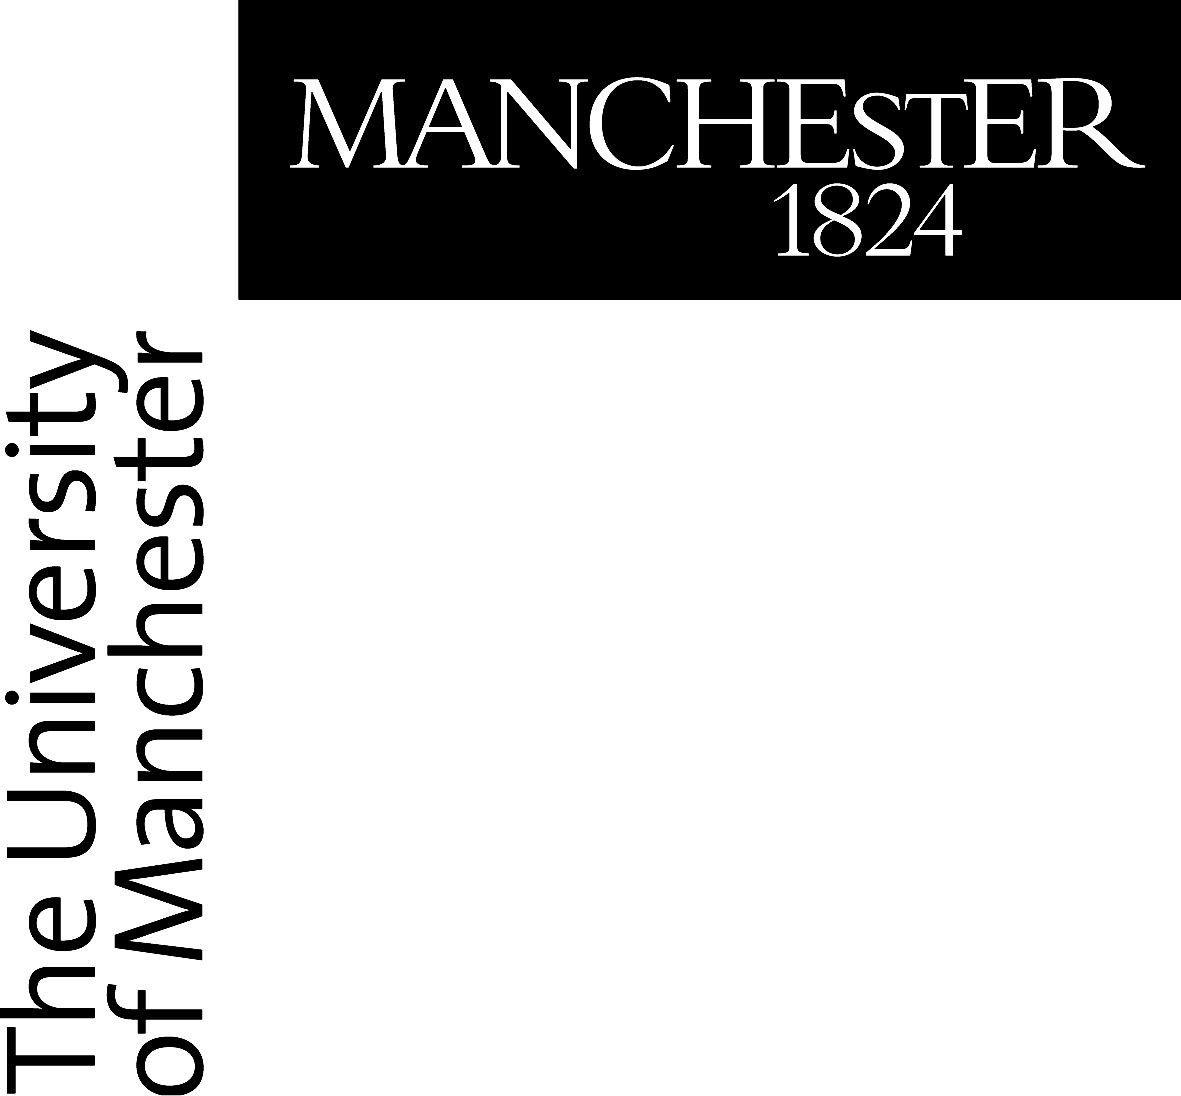 MANCHESTER
1824
The University
of Manchester